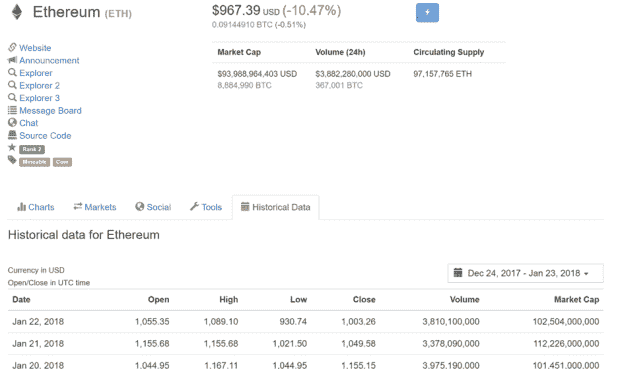 Ethereum (ETH)
$967.39 USD (-10.47%)
0.09144910 BTC (-0.51%)
+
Website
Announcement
Explorer
Explorer 2
Explorer 3
Message Board
Chat
Source Code
Rank 2
Mineable Coin
Market Cap Volume (24h) Circulating Supply
$93,988,964,403 USD $3,882,280,000 USD 97,157,765 ETH
8,884,990 BTC 367,001 BTC
Charts Markets Social Tools Historical Data
Historical data for Ethereum
Currency in USD
Open/Close in UTC time
Dec 24, 2017 - Jan 23, 2018
Date Open High Low Close Volume Market Cap
Jan 22, 2018 1,055.35 1,089.10 930.74 1,003.26 3,810,100,000 102,504,000,000
Jan 21, 2018 1,155.68 1,155.68 1,021.50 1,049.58 3,378,090,000 112,226,000,000
Jan 20, 2018 1,044.95 1,167.11 1,044.95 1,155.15 3,975,190,000 101,451,000,000